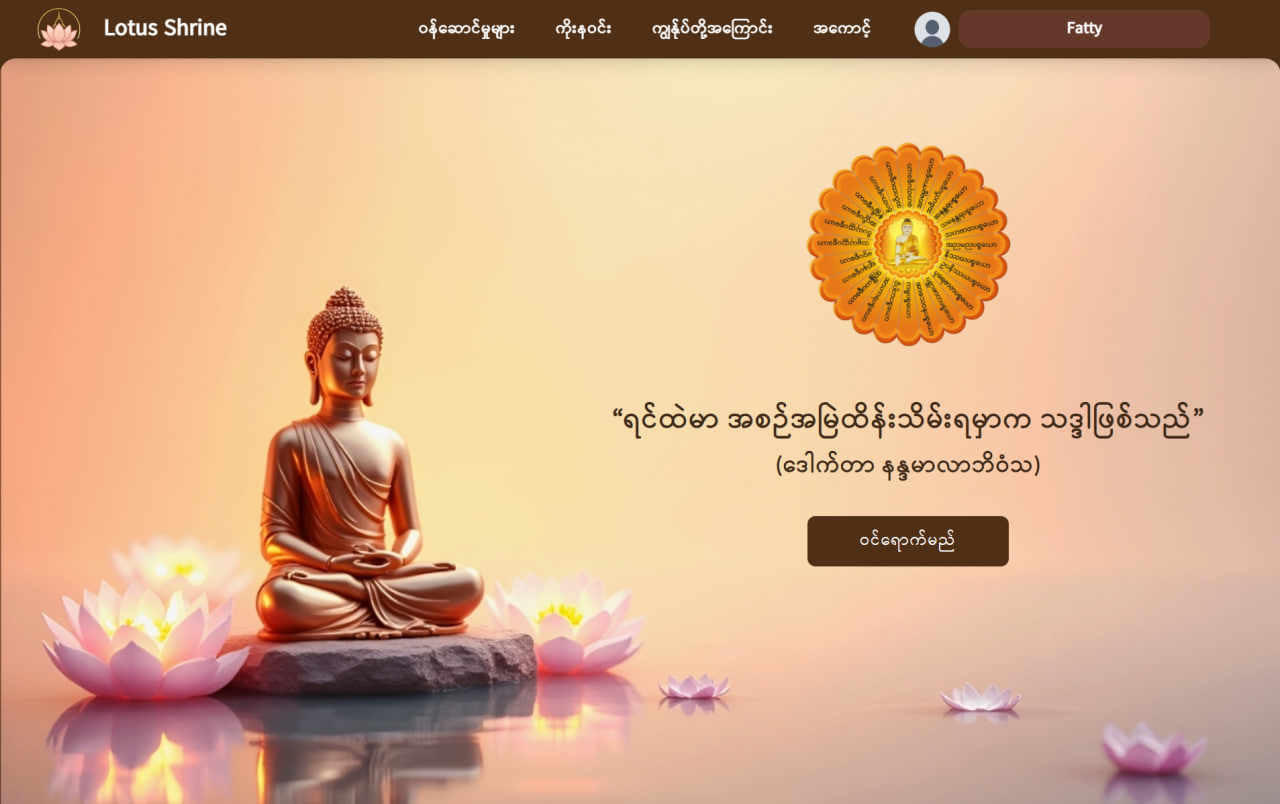 Lotus Shrine
ဝန်ဆောင်မှုများ
ကိုးနဝင်း
ကျွန်ုပ်တို့အကြောင်း
အကောင့်
Fatty
“ရင်ထဲမာ အစဉ်အမြဲထိန်းသိမ်းရမှာက သဒ္ဒါဖြစ်သည်”
(ဒေါက်တာ နန္ဒမာလာဘိဝံသ)
ဝင်ရောက်မည်